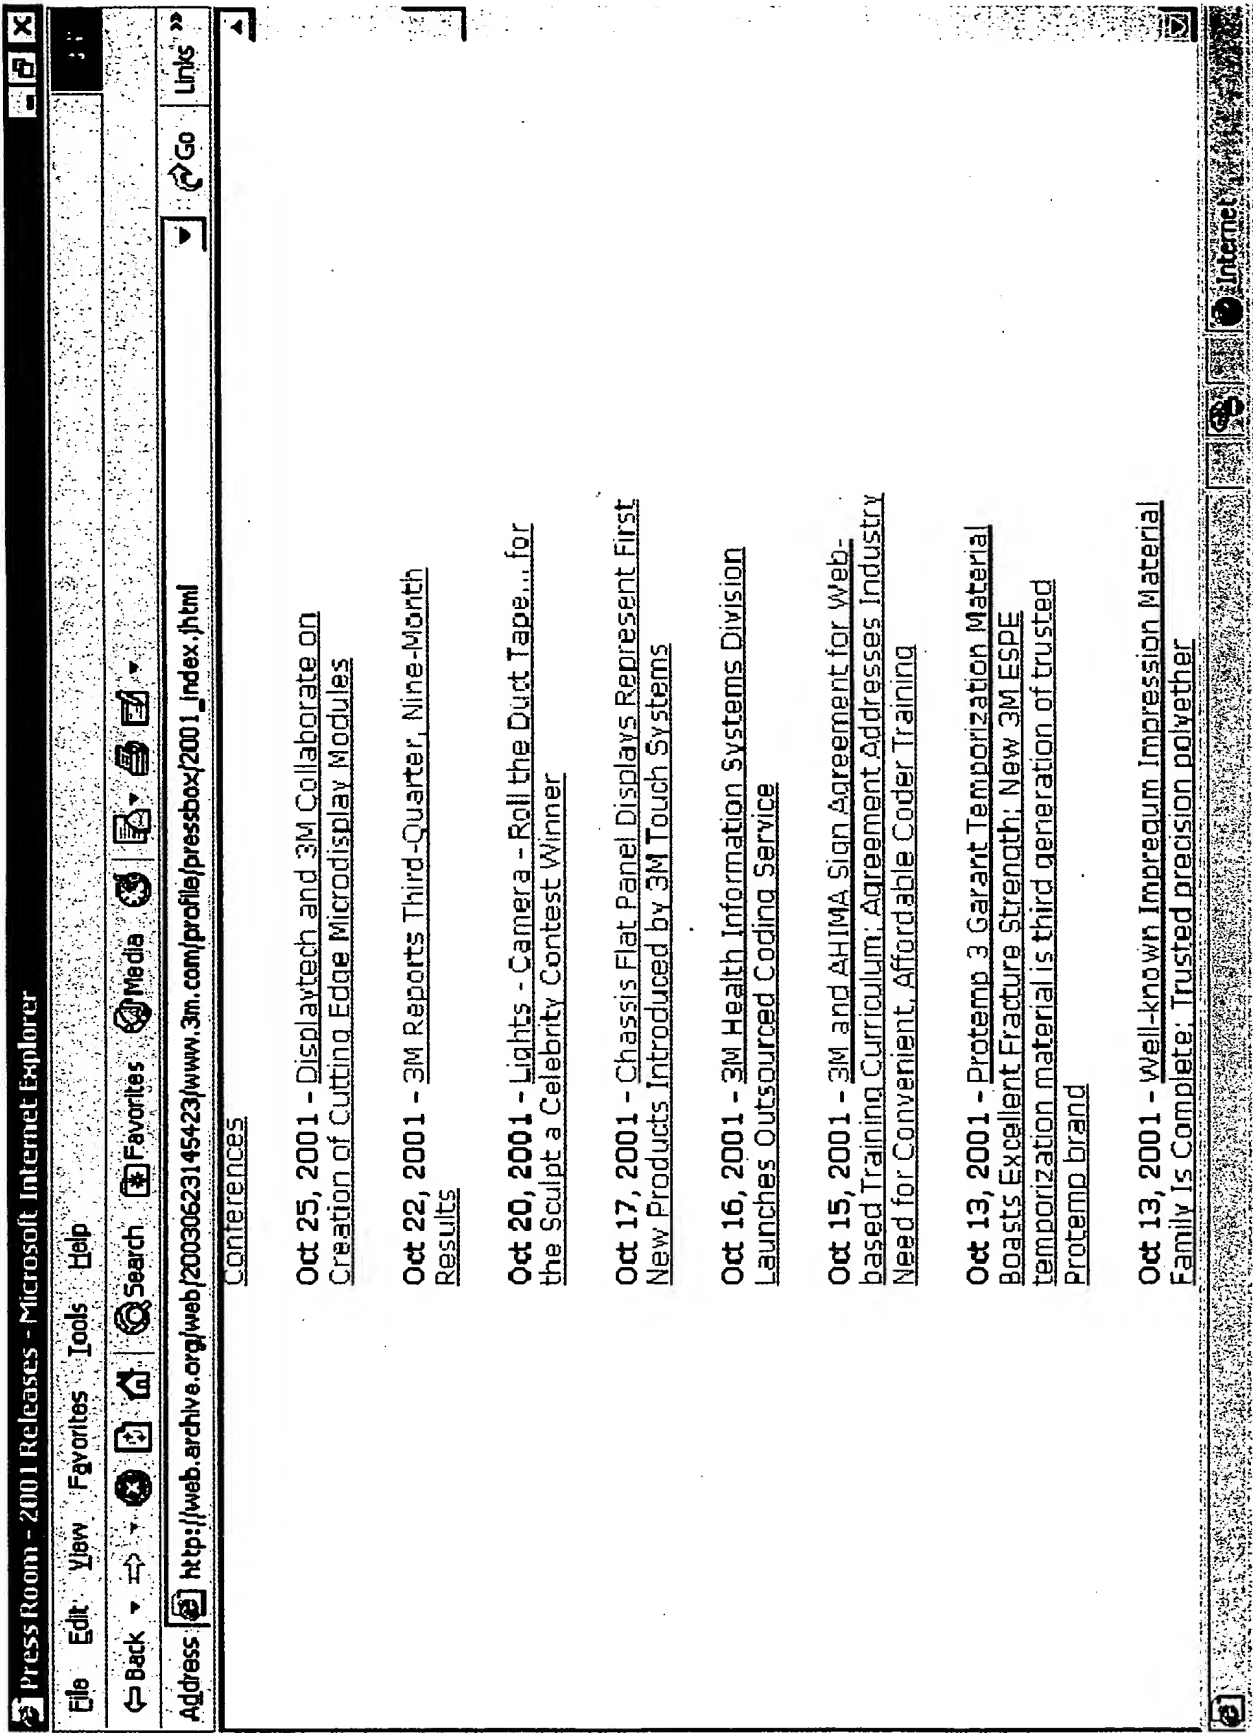 Press Room - 2001 Releases - Microsoft Internet Explorer
File Edit View Favorites Tools Help
Back Search Favorites Media
Address http://web.archive.org/web/20030623145423/www.3m.com/profile/pressbox/2001_index.jhtml Go Links »
Conferences
Oct 25, 2001 - Displaytech and 3M Collaborate on
Creation of Cutting Edge Microdisplay Modules
Oct 22, 2001 - 3M Reports Third-Quarter, Nine-Month
Results
Oct 20, 2001 - Lights - Camera - Roll the Duct Tape... for
the Sculpt a Celebrity Contest Winner
Oct 17, 2001 - Chassis Flat Panel Displays Represent First
New Products Introduced by 3M Touch Systems
Oct 16, 2001 - 3M Health Information Systems Division
Launches Outsourced Coding Service
Oct 15, 2001 - 3M and AHIMA Sign Agreement for Web-
based Training Curriculum; Agreement Addresses Industry
Need for Convenient, Affordable Coder Training
Oct 13, 2001 - Protemp 3 Garant Temporization Material
Boasts Excellent Fracture Strength; New 3M ESPE
temporization material is third generation of trusted
Protemp brand
Oct 13, 2001 - Well-known Impregum Impression Material
Family Is Complete; Trusted precision polyether
Internet